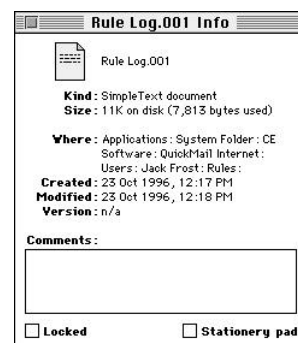 Rule Log.001 Info
Rule Log.001
Kind: SimpleText document
Size: 11K on disk (7,813 bytes used)
Where: Applications: System Folder: CE
Software: QuickMail Internet:
Users: Jack Frost: Rules:
Created: 23 Oct 1996, 12:17 PM
Modified: 23 Oct 1996, 12:18 PM
Version: n/a
Comments:
Locked Stationery pad